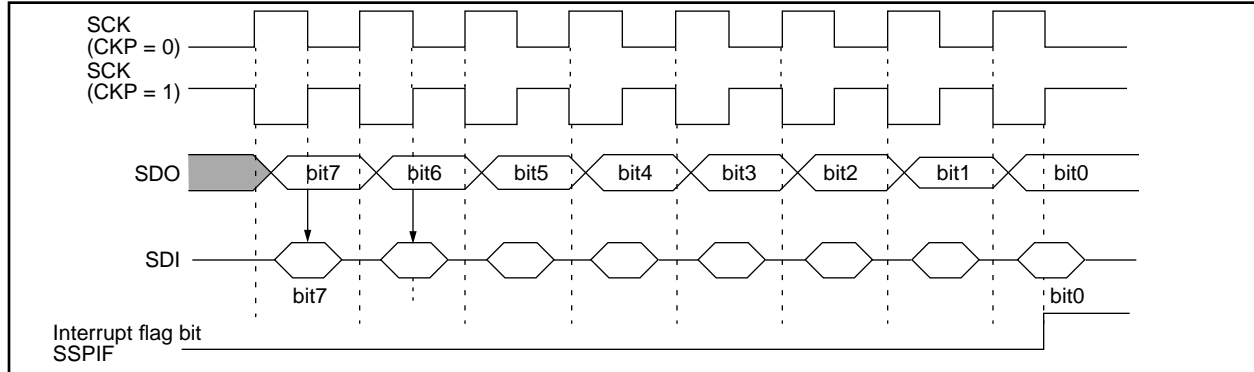 SCK
(CKP = 0)
SCK
(CKP = 1)
SDO
bit7 bit6 bit5 bit4 bit3 bit2 bit1 bit0
SDI
bit7 bit0
Interrupt flag bit
SSPIF